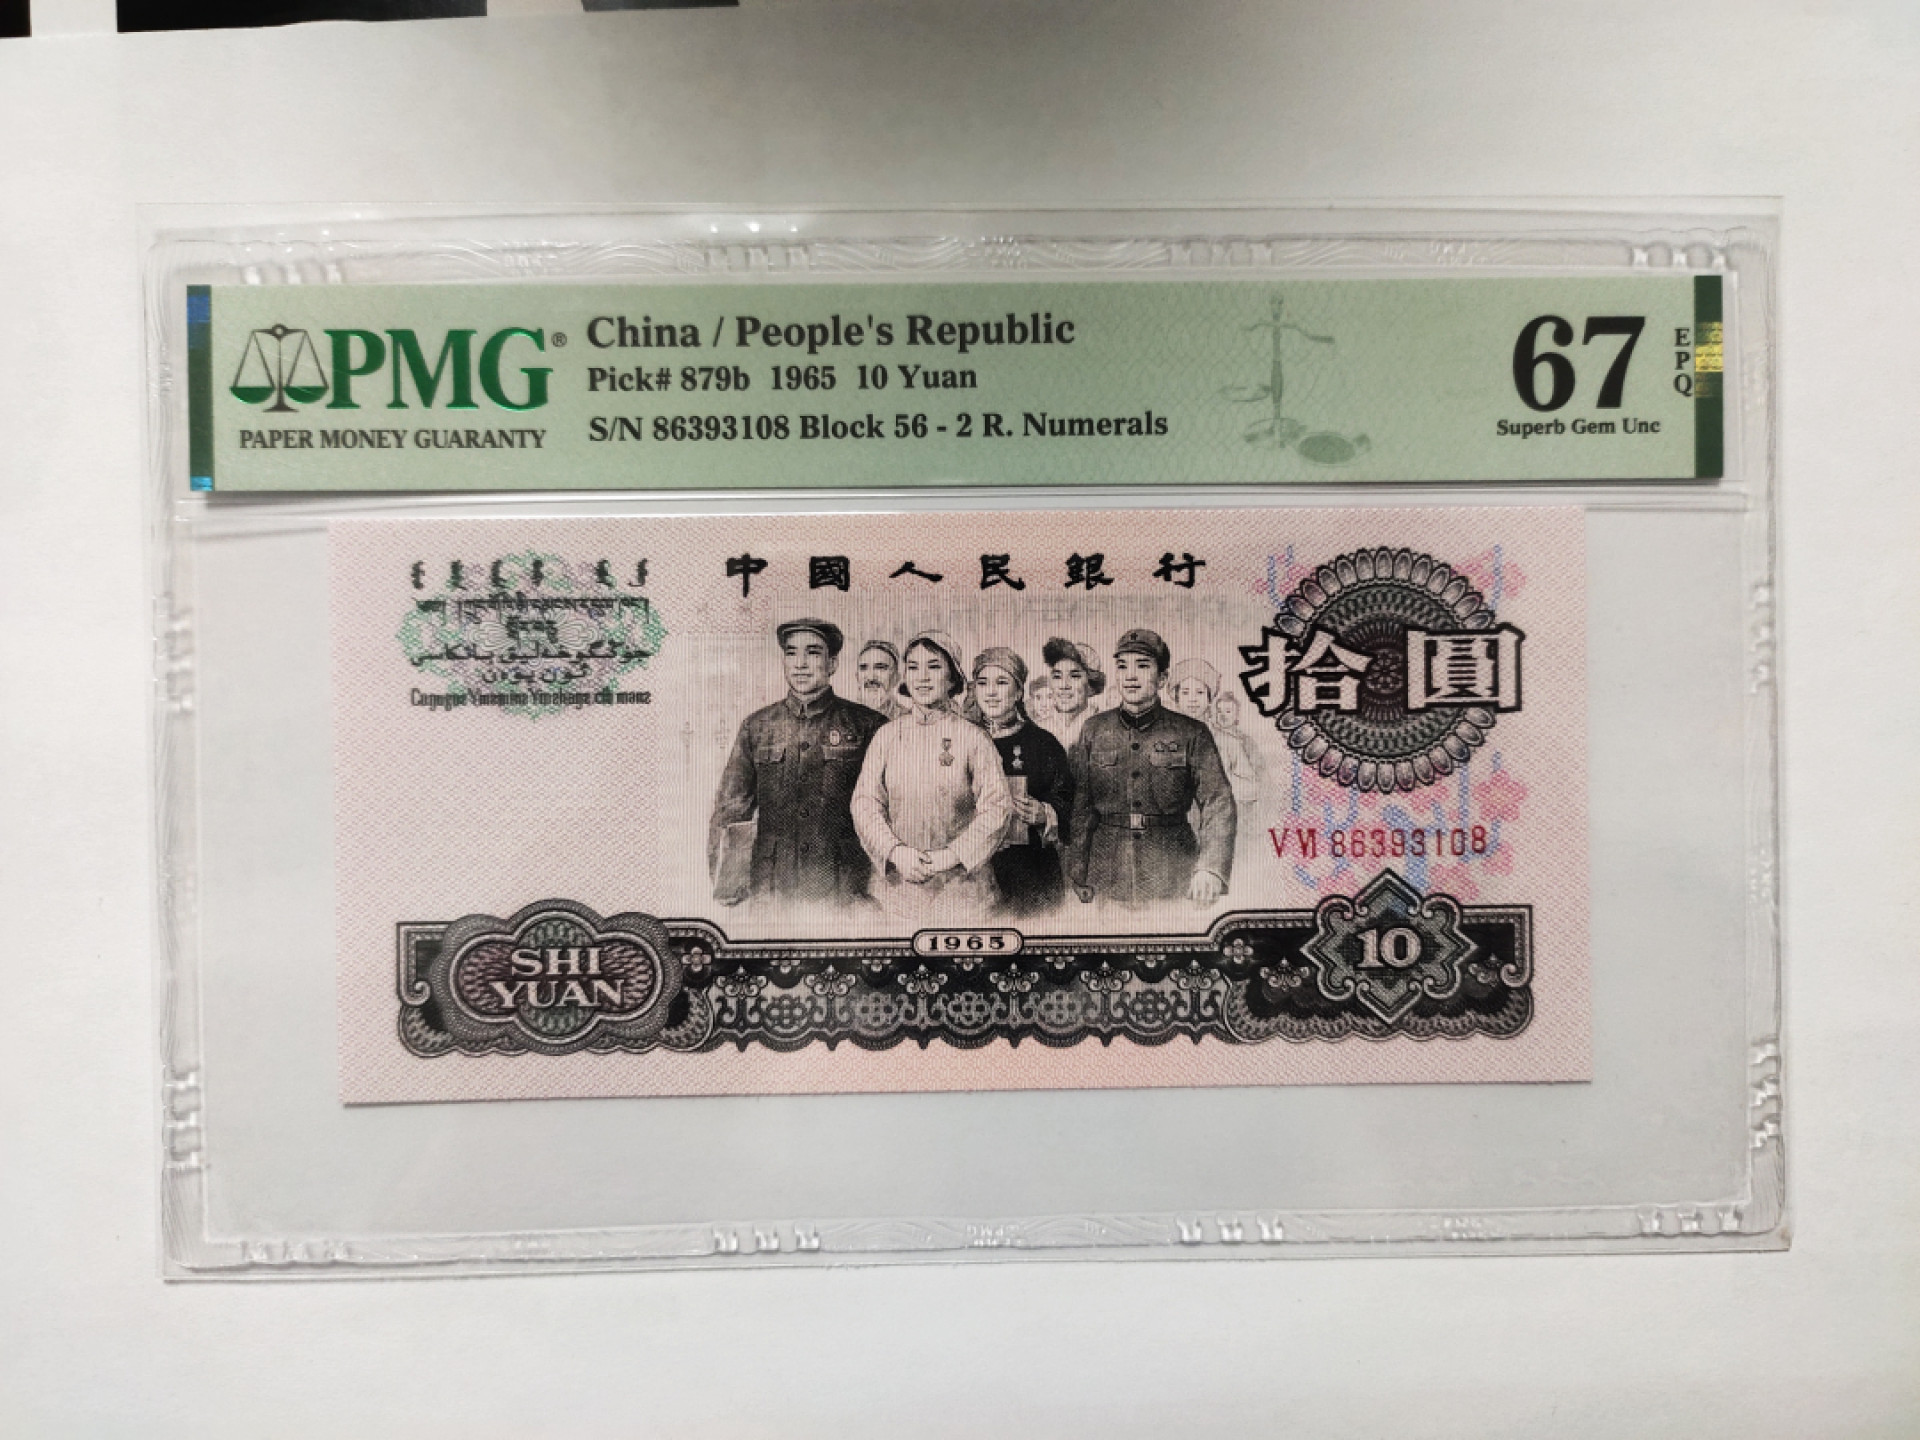 PMG®
PAPER MONEY GUARANTY
China / People's Republic
Pick# 879b 1965 10 Yuan
S/N 86393108 Block 56 - 2 R. Numerals
67
EPQ
Superb Gem Unc
中國人民銀行
拾圓
V VI 86393108
1965
SHI
YUAN
10